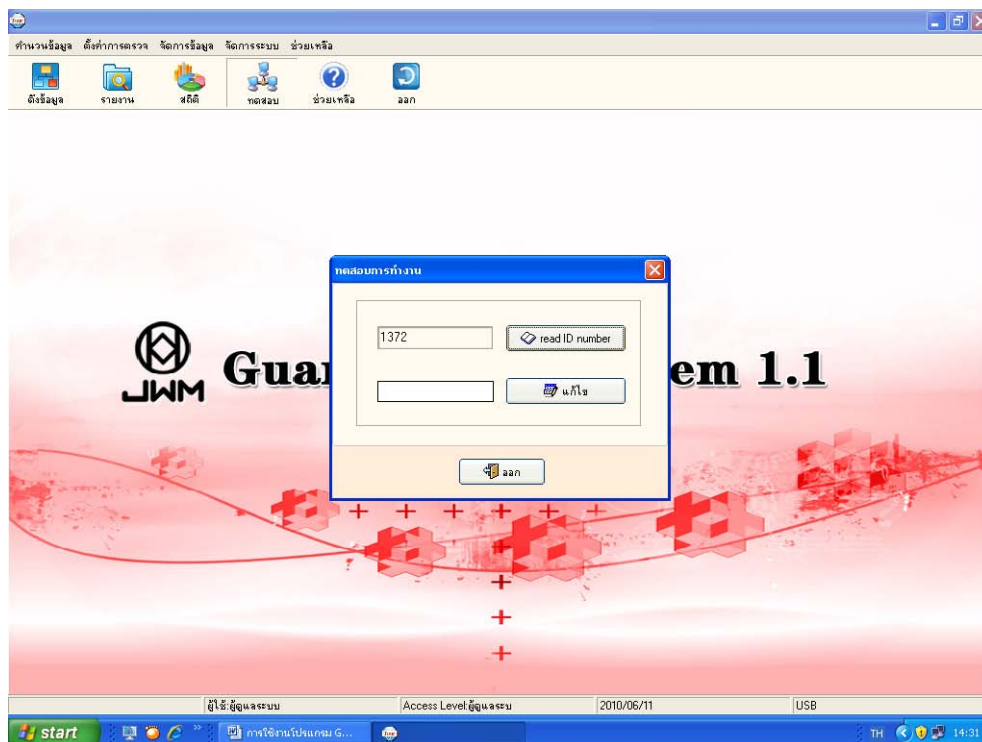 คำนวนข้อมูล ตั้งค่าการตรวจ จัดการข้อมูล จัดการระบบ ช่วยเหลือ
ดึงข้อมูล รายงาน สถิติ ทดสอบ ช่วยเหลือ ออก
ทดสอบการทำงาน
1372 read ID number
แก้ไข
ออก
JWM Guar em 1.1
ผู้ใช้:ผู้ดูแลระบบ Access Level:ผู้ดูแลระบบ 2010/06/11 USB
start การใช้งานโปรแกรม G... TH 14:31